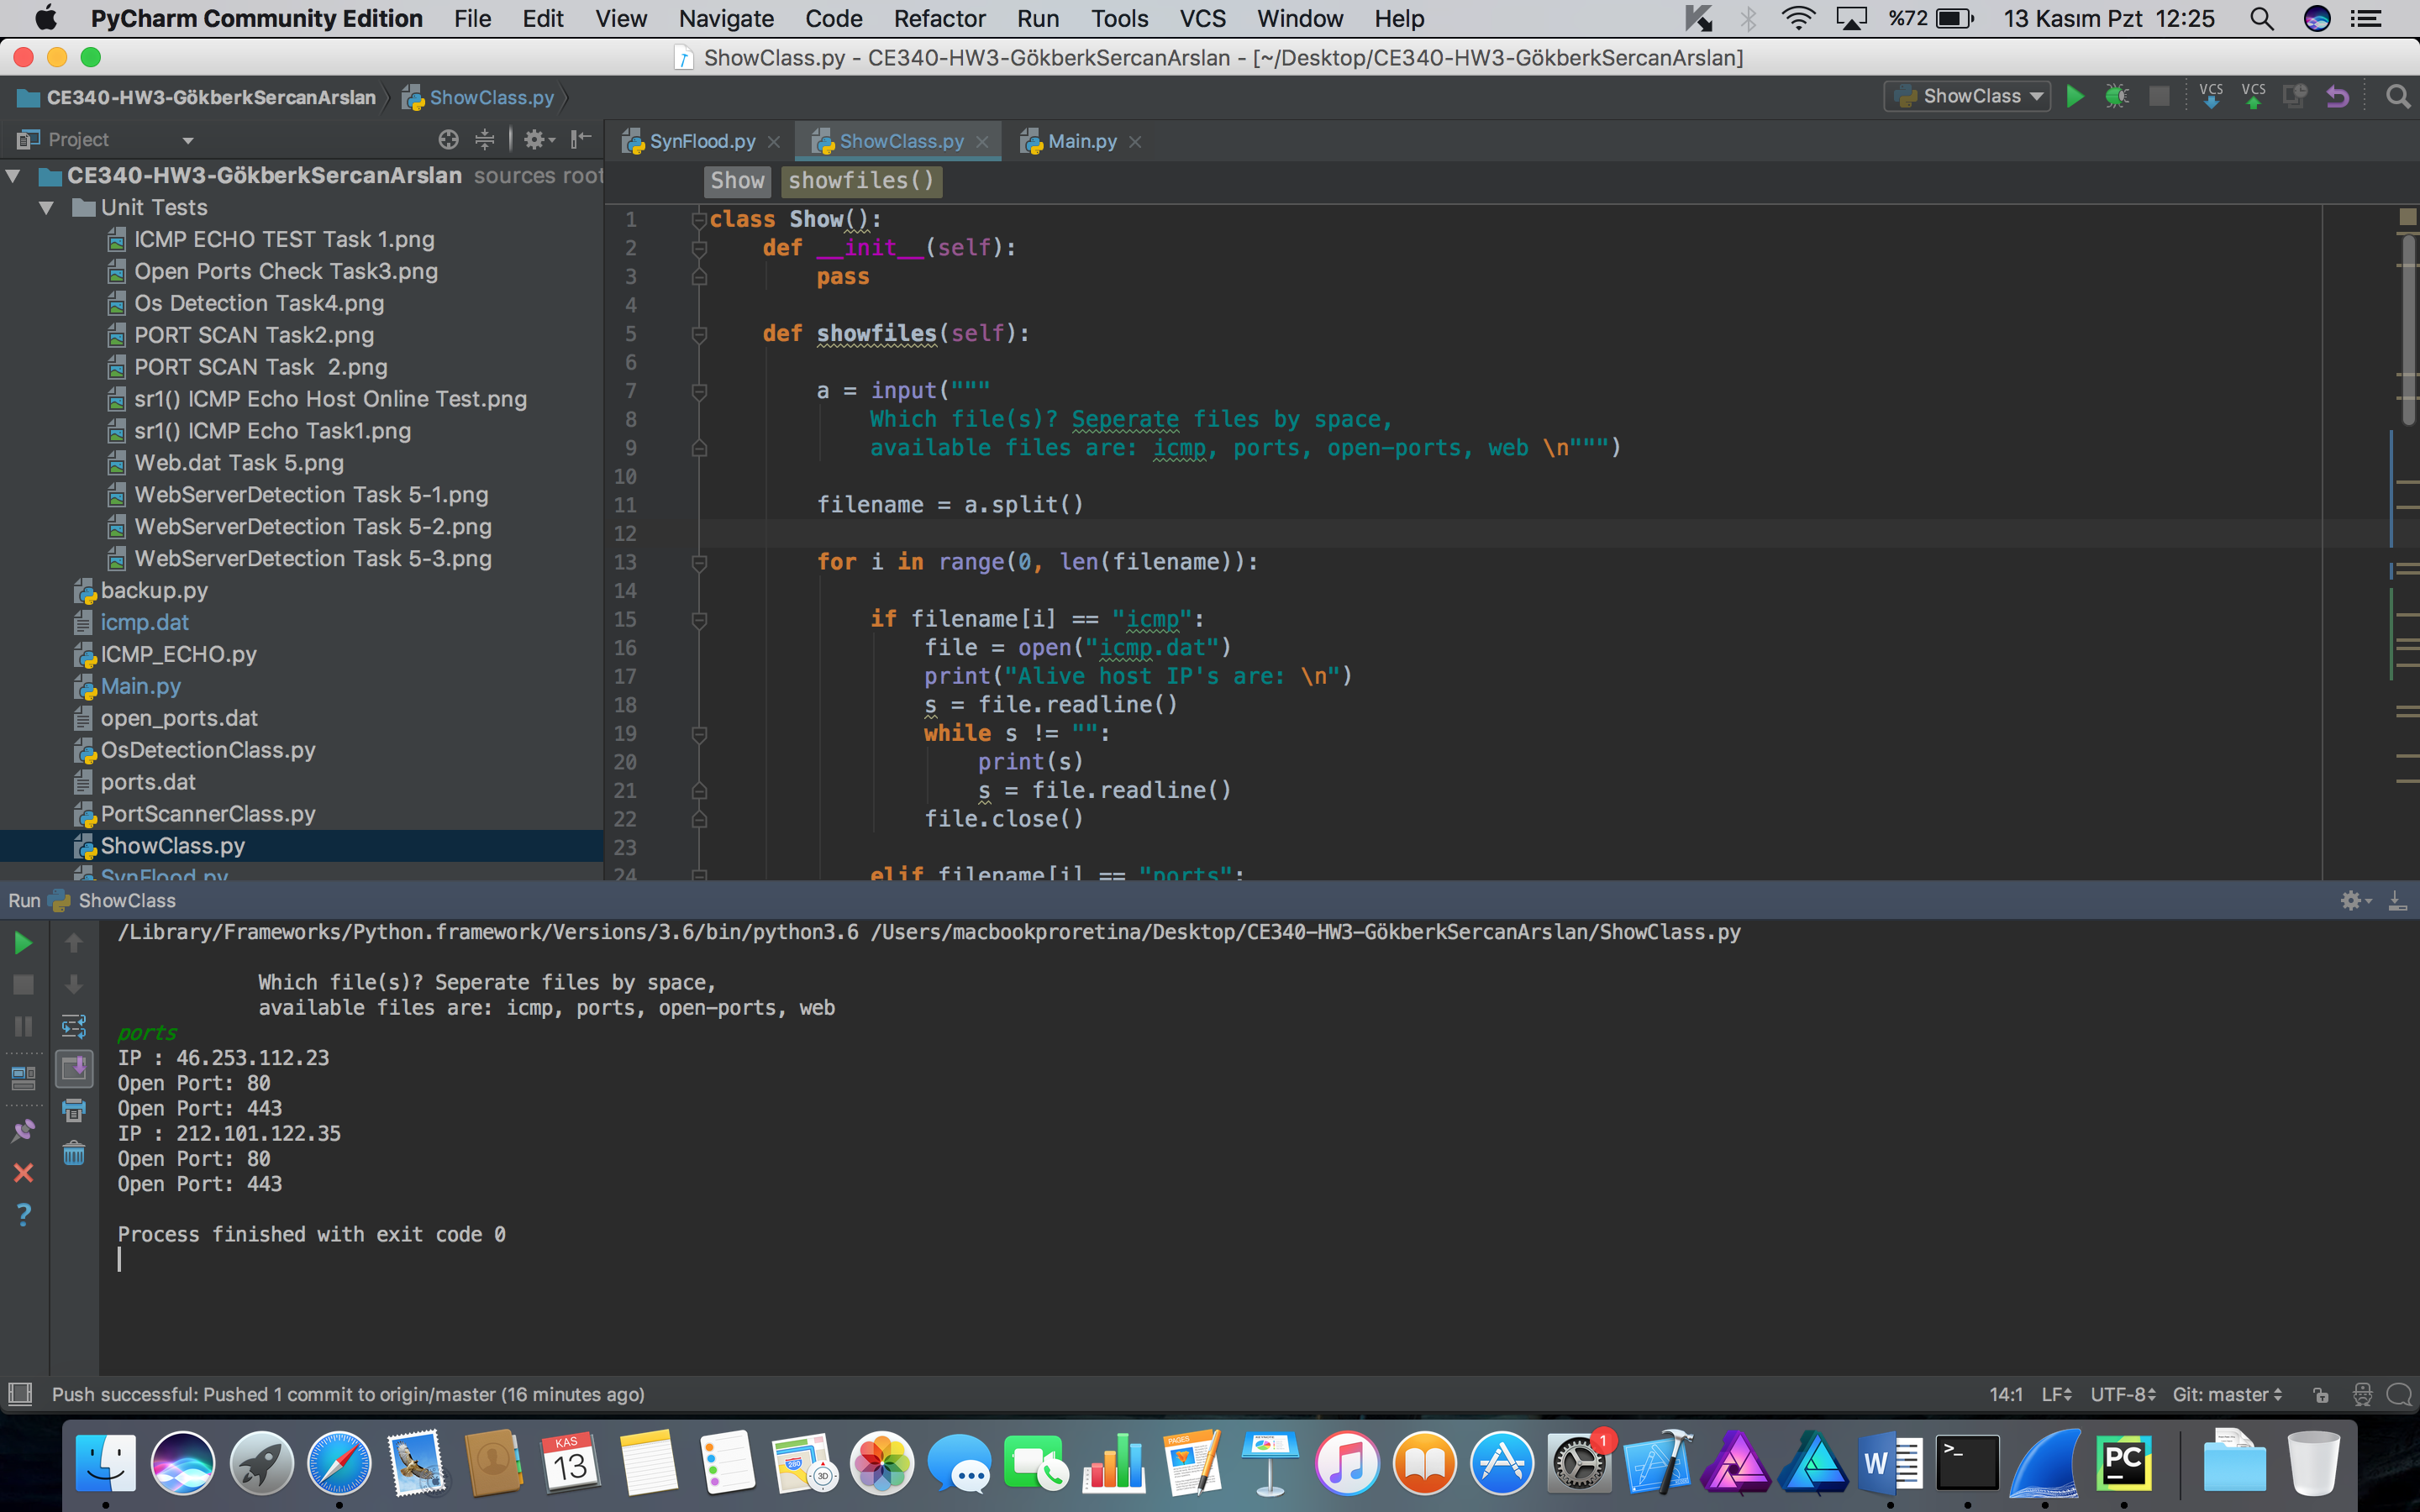 PyCharm Community Edition File Edit View Navigate Code Refactor Run Tools VCS Window Help %72 13 Kasım Pzt 12:25
ShowClass.py - CE340-HW3-GökberkSercanArslan - [~/Desktop/CE340-HW3-GökberkSercanArslan]
CE340-HW3-GökberkSercanArslan ShowClass.py ShowClass VCS VCS
Project
CE340-HW3-GökberkSercanArslan sources root
Unit Tests
ICMP ECHO TEST Task 1.png
Open Ports Check Task3.png
Os Detection Task4.png
PORT SCAN Task2.png
PORT SCAN Task  2.png
sr1() ICMP Echo Host Online Test.png
sr1() ICMP Echo Task1.png
Web.dat Task 5.png
WebServerDetection Task 5-1.png
WebServerDetection Task 5-2.png
WebServerDetection Task 5-3.png
backup.py
icmp.dat
ICMP_ECHO.py
Main.py
open_ports.dat
OsDetectionClass.py
ports.dat
PortScannerClass.py
ShowClass.py
SynFlood.py
SynFlood.py ShowClass.py Main.py
Show showfiles()
1 class Show():
2     def __init__(self):
3         pass
4
5     def showfiles(self):
6
7         a = input("""
8             Which file(s)? Seperate files by space,
9             available files are: icmp, ports, open-ports, web \n""")
10
11         filename = a.split()
12
13         for i in range(0, len(filename)):
14
15             if filename[i] == "icmp":
16                 file = open("icmp.dat")
17                 print("Alive host IP's are: \n")
18                 s = file.readline()
19                 while s != "":
20                     print(s)
21                     s = file.readline()
22                 file.close()
23
24             elif filename[i] == "ports":
Run ShowClass
/Library/Frameworks/Python.framework/Versions/3.6/bin/python3.6 /Users/macbookproretina/Desktop/CE340-HW3-GökberkSercanArslan/ShowClass.py
Which file(s)? Seperate files by space,
available files are: icmp, ports, open-ports, web
ports
IP : 46.253.112.23
Open Port: 80
Open Port: 443
IP : 212.101.122.35
Open Port: 80
Open Port: 443
Process finished with exit code 0
Push successful: Pushed 1 commit to origin/master (16 minutes ago) 14:1 LF UTF-8 Git: master
KAS
13
280
3D
PAGES
1
W
>_
PC